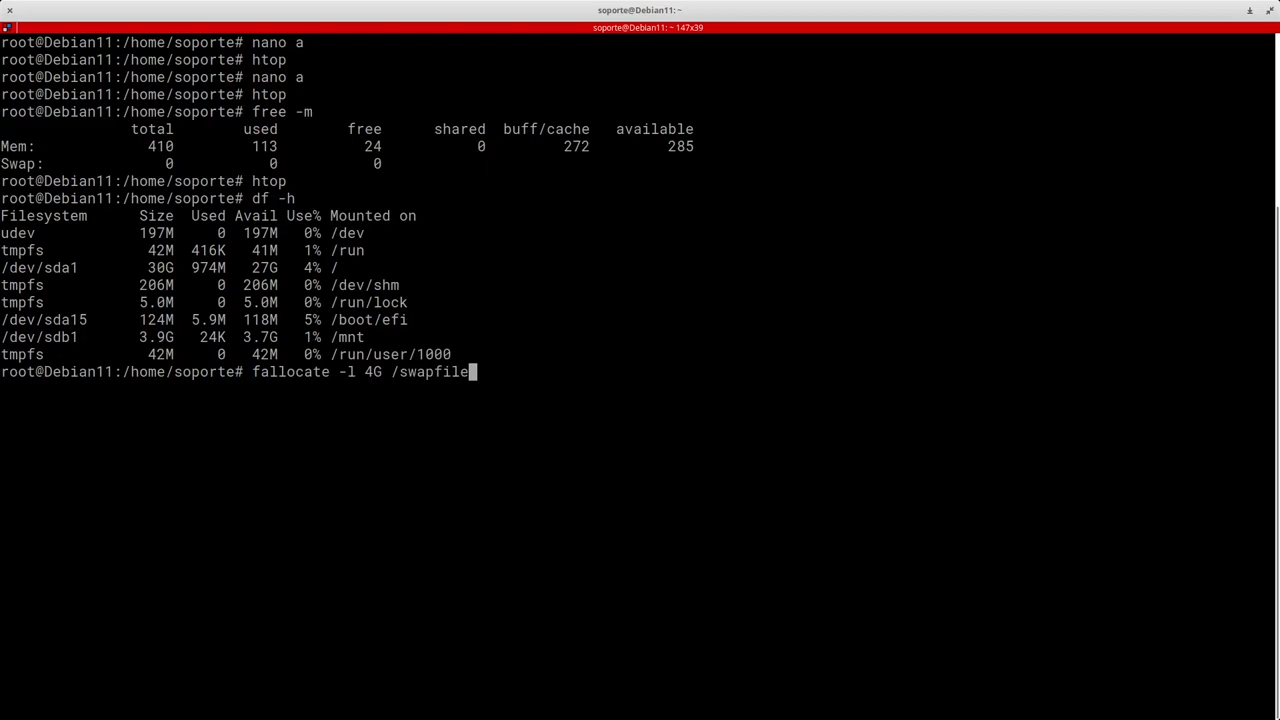 soporte@Debian11: ~
soporte@Debian11: ~ 147x39
root@Debian11:/home/soporte# nano a
root@Debian11:/home/soporte# htop
root@Debian11:/home/soporte# nano a
root@Debian11:/home/soporte# htop
root@Debian11:/home/soporte# free -m
total used free shared buff/cache available
Mem: 410 113 24 0 272 285
Swap: 0 0 0
root@Debian11:/home/soporte# htop
root@Debian11:/home/soporte# df -h
Filesystem Size Used Avail Use% Mounted on
udev 197M 0 197M 0% /dev
tmpfs 42M 416K 41M 1% /run
/dev/sda1 30G 974M 27G 4% /
tmpfs 206M 0 206M 0% /dev/shm
tmpfs 5.0M 0 5.0M 0% /run/lock
/dev/sda15 124M 5.9M 118M 5% /boot/efi
/dev/sdb1 3.9G 24K 3.7G 1% /mnt
tmpfs 42M 0 42M 0% /run/user/1000
root@Debian11:/home/soporte# fallocate -l 4G /swapfile